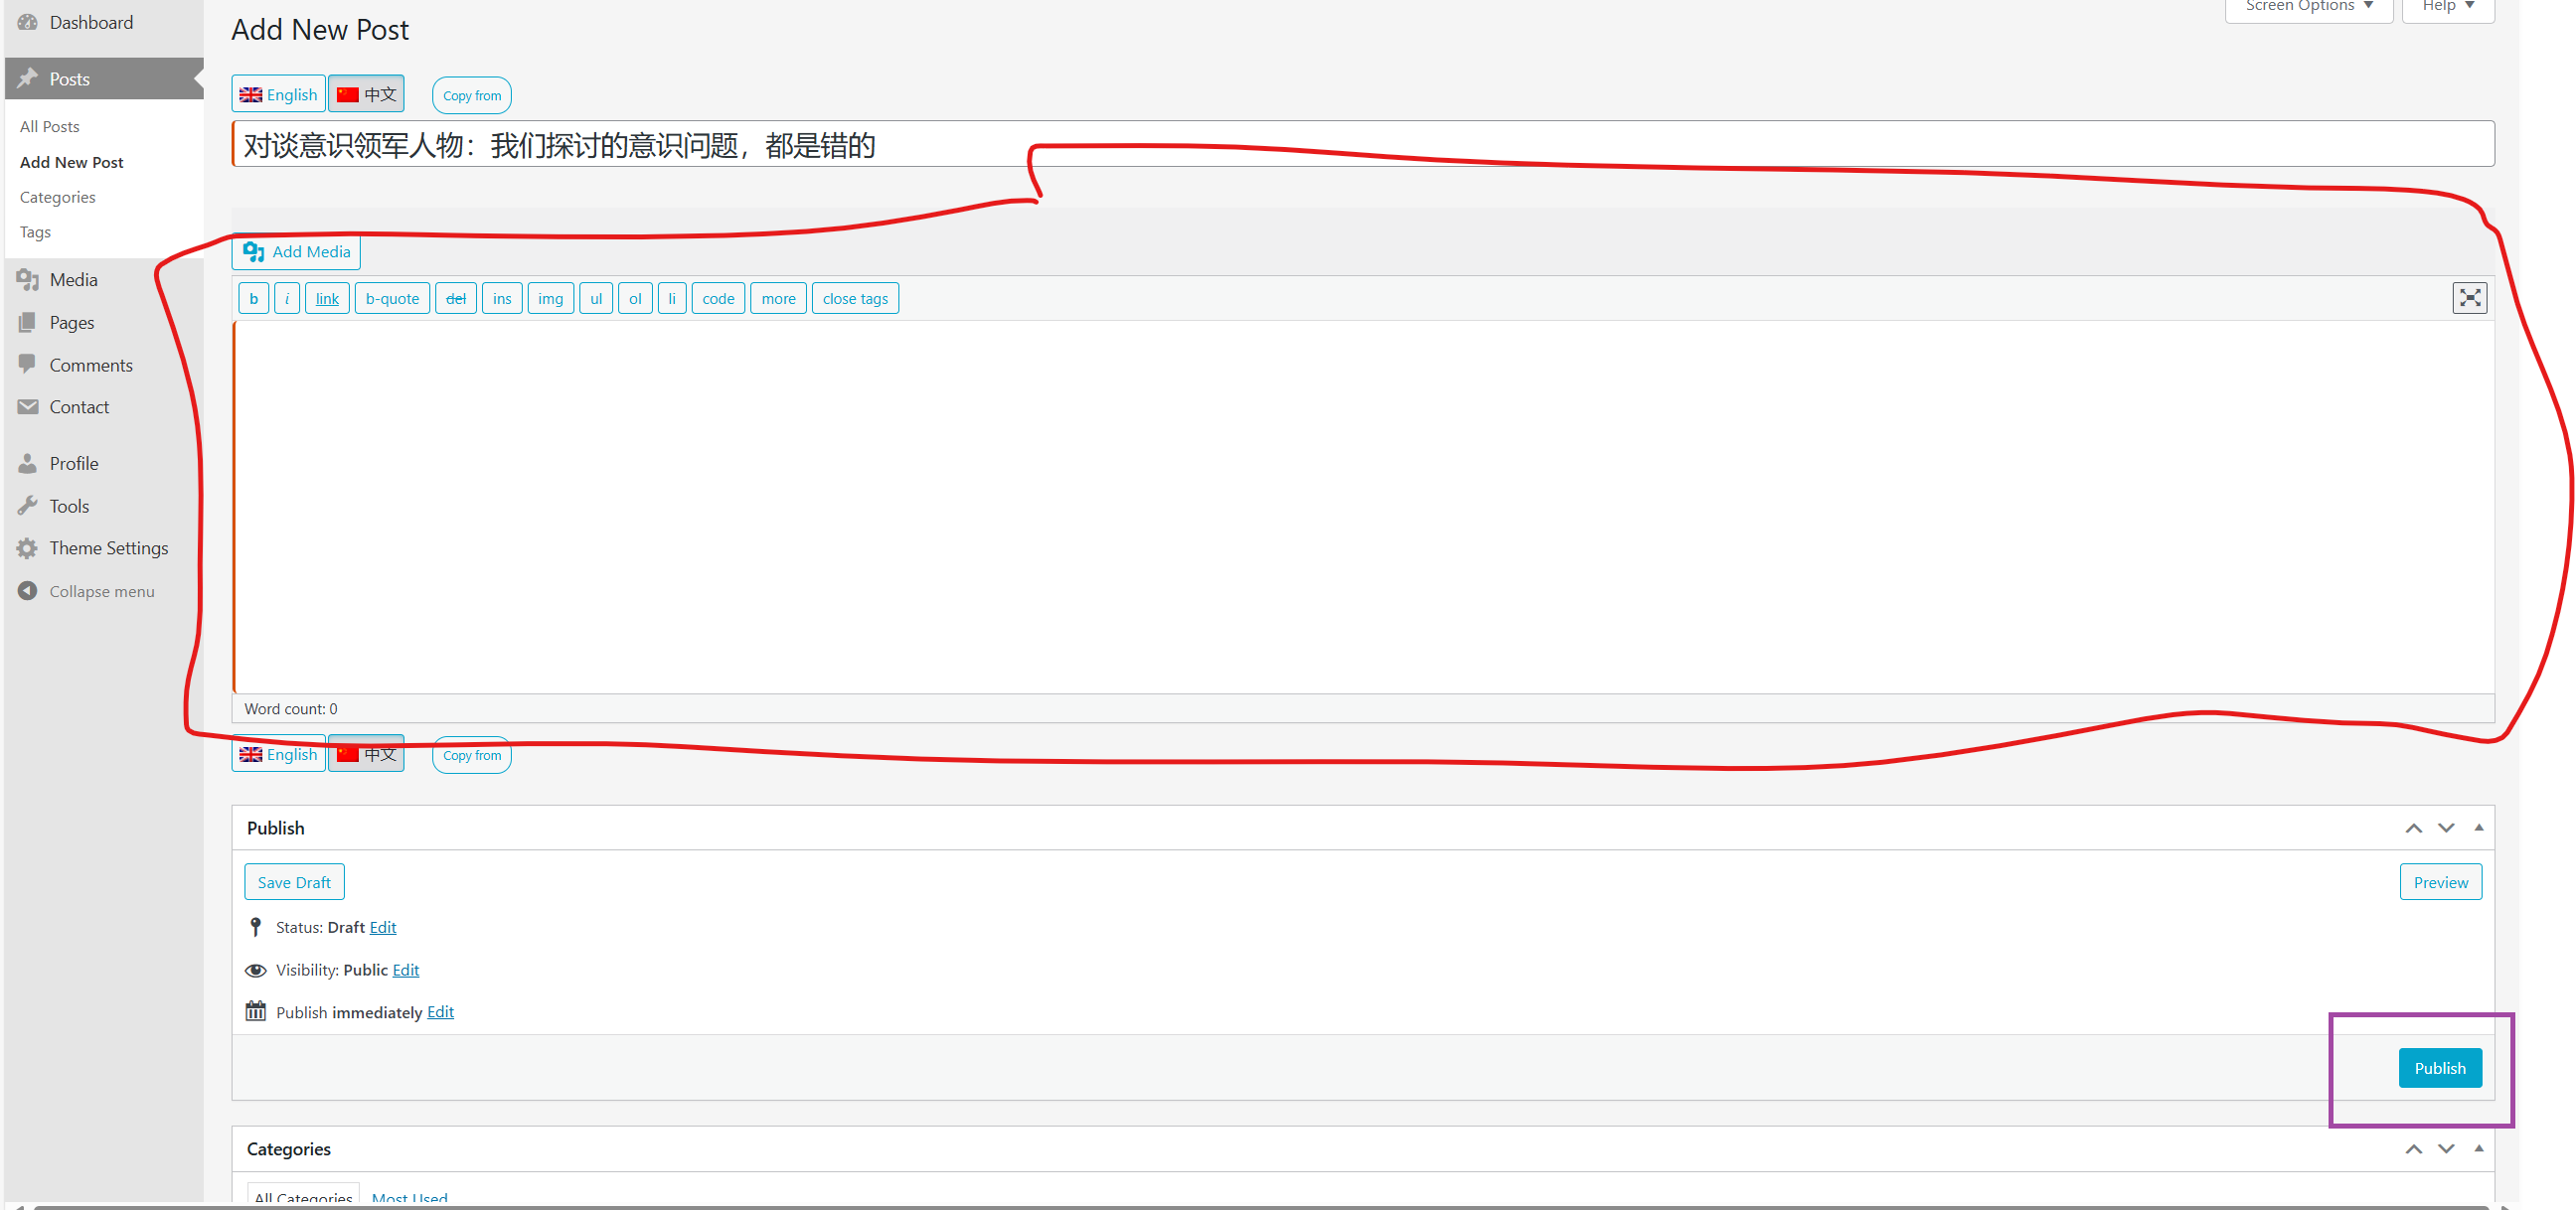 Dashboard
Posts
All Posts
Add New Post
Categories
Tags
Media
Pages
Comments
Contact
Profile
Tools
Theme Settings
Collapse menu
Screen Options
Help
Add New Post
English 中文 Copy from
对谈意识领军人物：我们探讨的意识问题，都是错的
Add Media
b i link b-quote del ins img ul ol li code more close tags
Word count: 0
English 中文 Copy from
Publish
Save Draft Preview
Status: Draft Edit
Visibility: Public Edit
Publish immediately Edit
Publish
Categories
All Categories Most Used